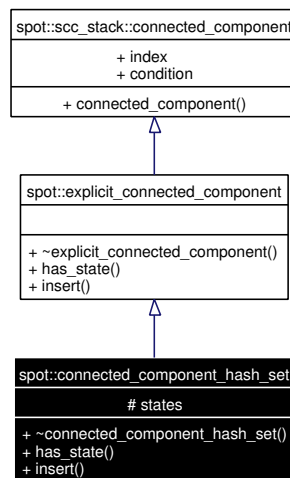 spot::scc_stack::connected_component
+ index
+ condition
+ connected_component()
spot::explicit_connected_component
+ ~explicit_connected_component()
+ has_state()
+ insert()
spot::connected_component_hash_set
# states
+ ~connected_component_hash_set()
+ has_state()
+ insert()